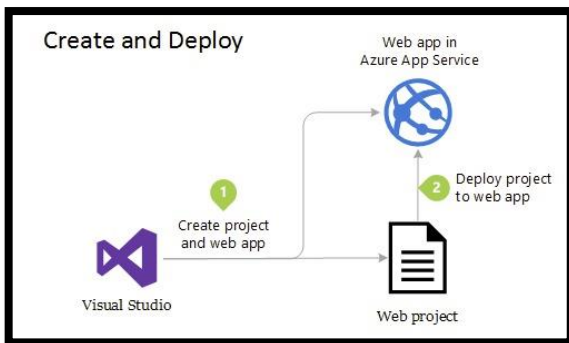 Create and Deploy
Web app in
Azure App Service
1
Create project
and web app
2
Deploy project
to web app
Visual Studio
Web project